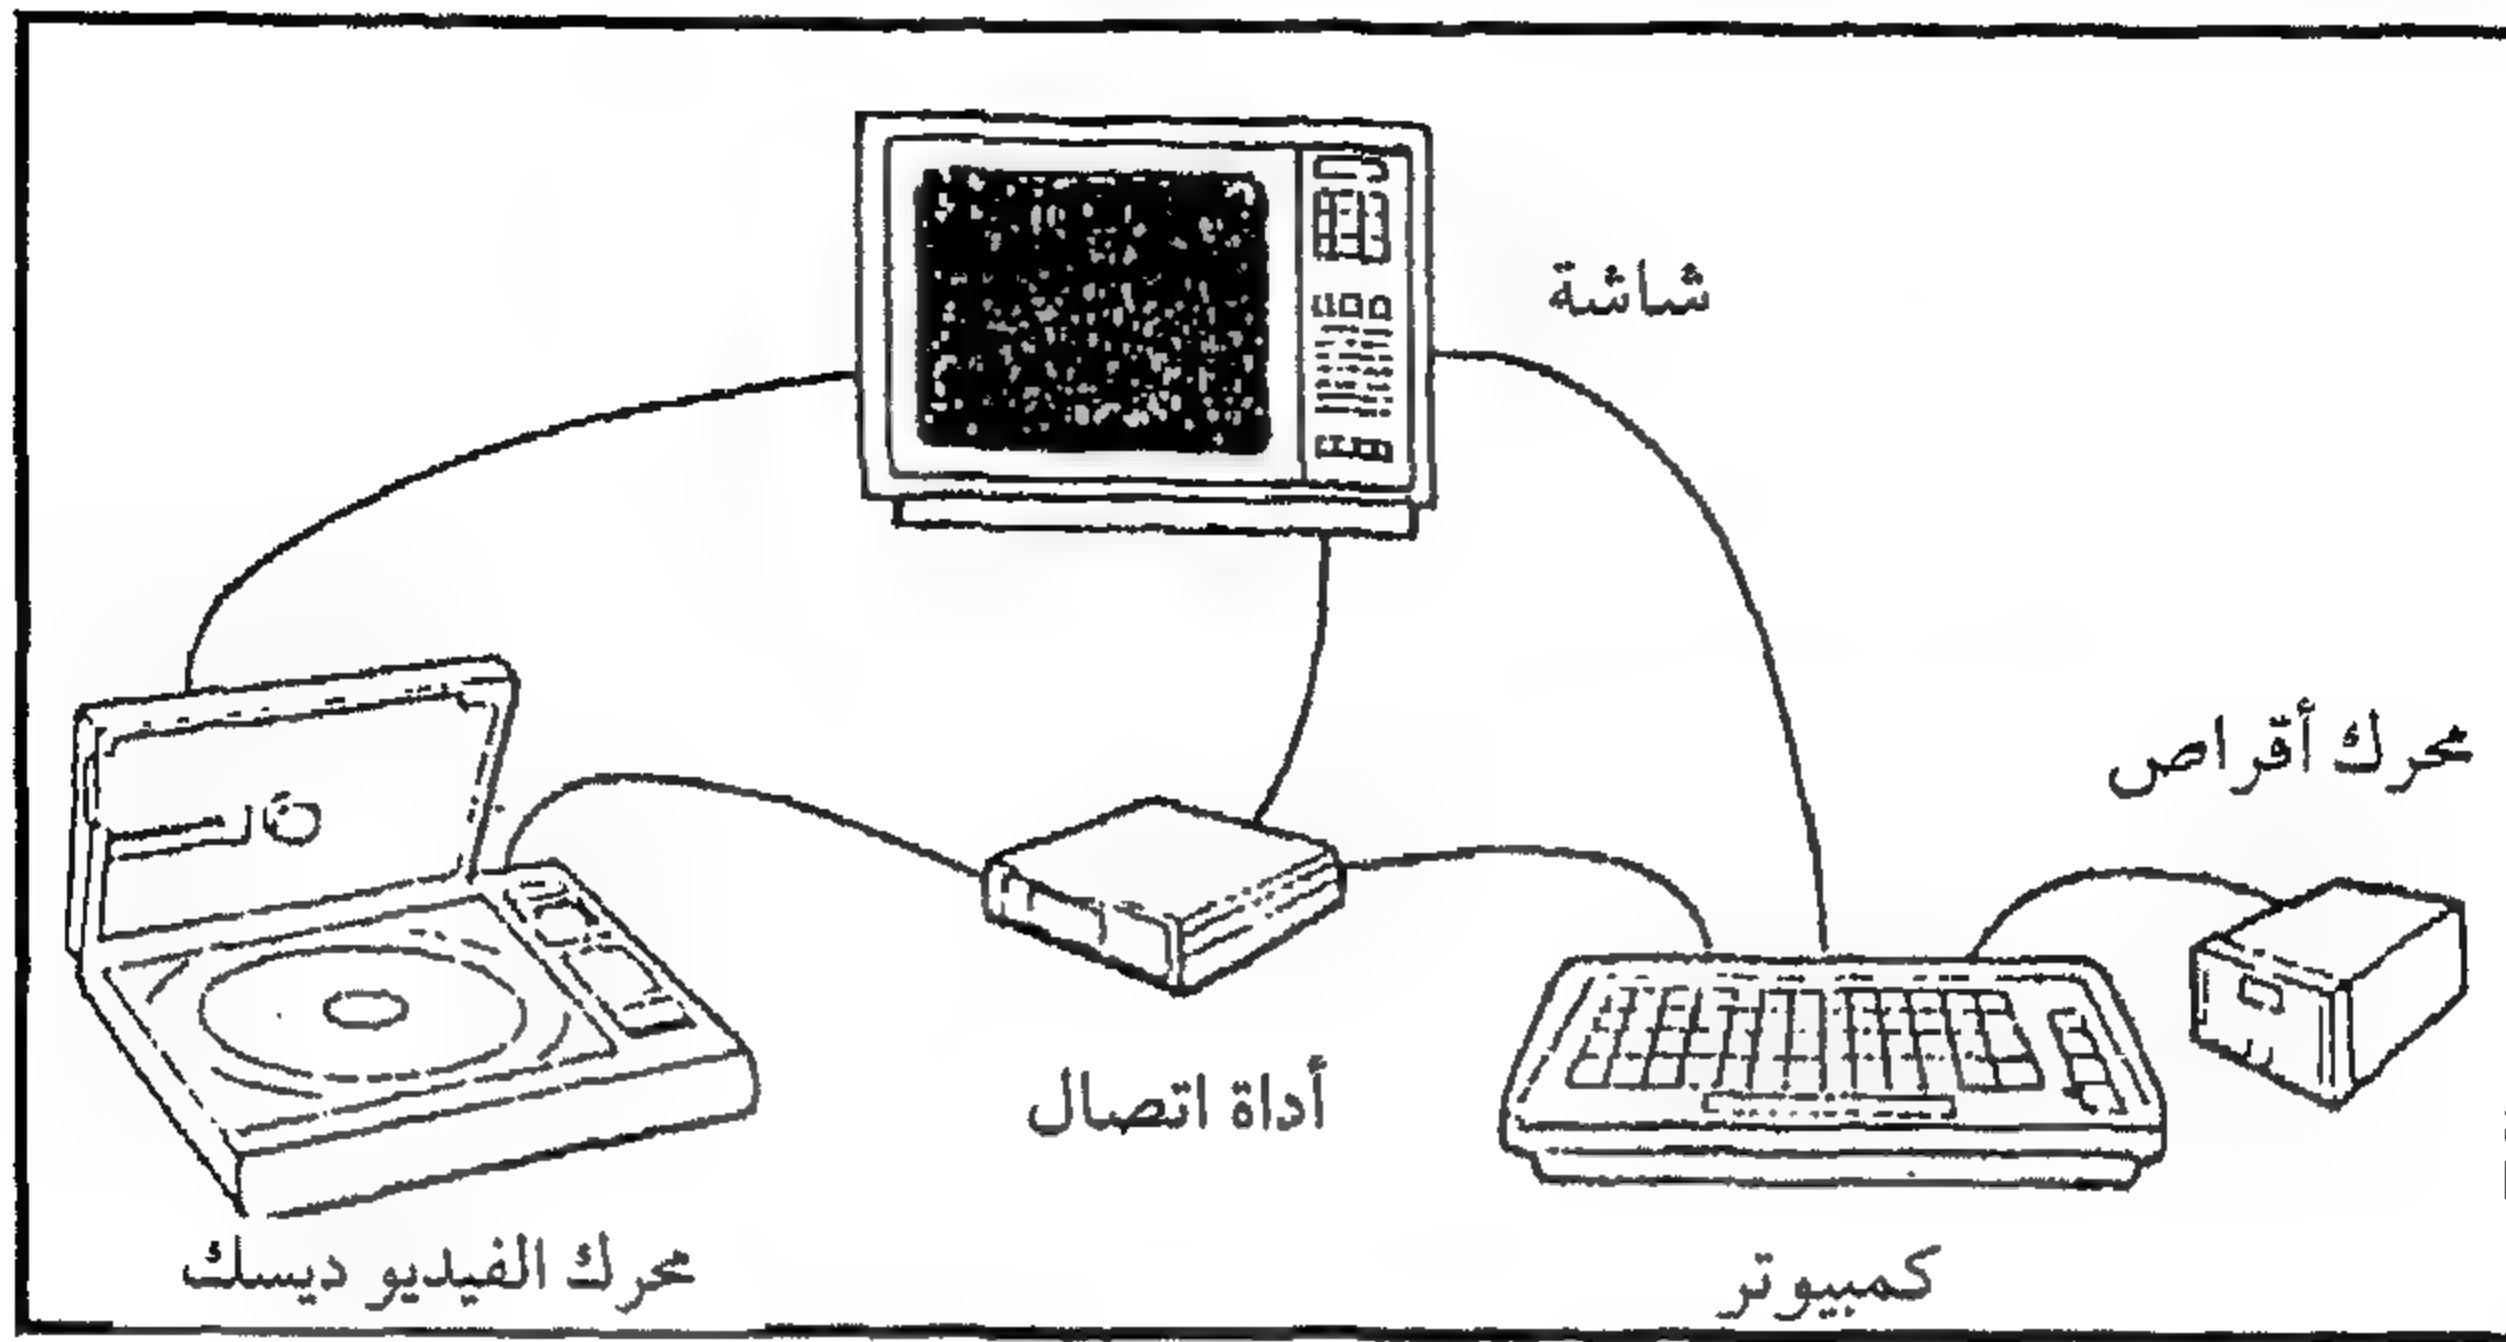 شاشة
محرك أقراص
أداة اتصال
كمبيوتر
محرك الفيديو ديسك